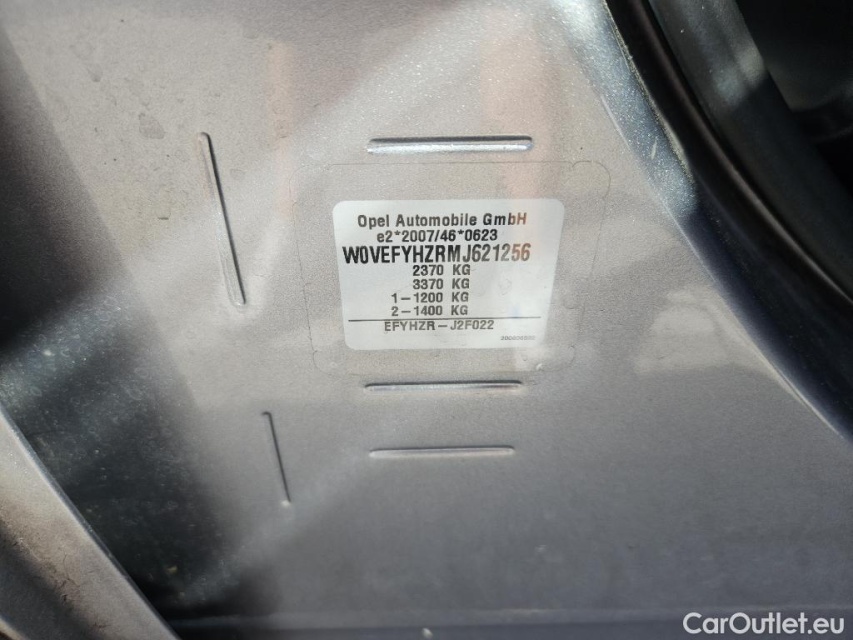 Opel Automobile GmbH
e2*2007/46*0623
W0VEFYHZRMJ621256
2370 KG
3370 KG
1-1200 KG
2-1400 KG
EFYHZR-J2F022
CarOutlet.eu